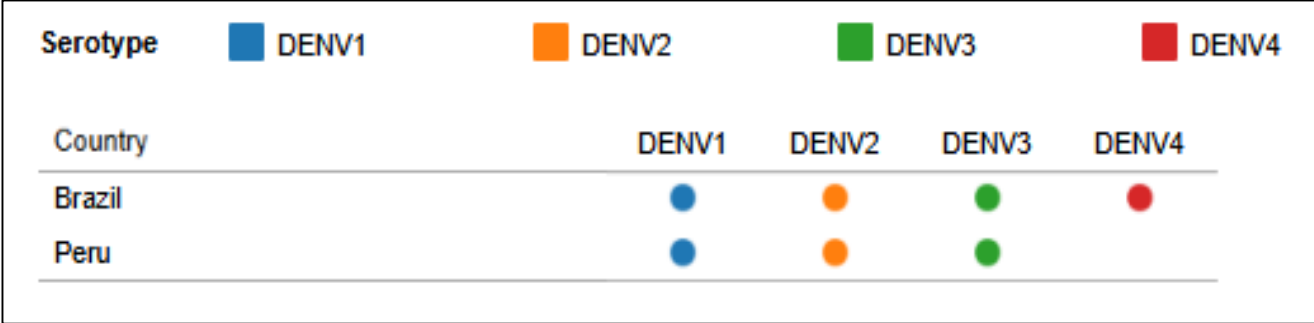 Serotype DENV1 DENV2 DENV3 DENV4
Country DENV1 DENV2 DENV3 DENV4
Brazil
Peru